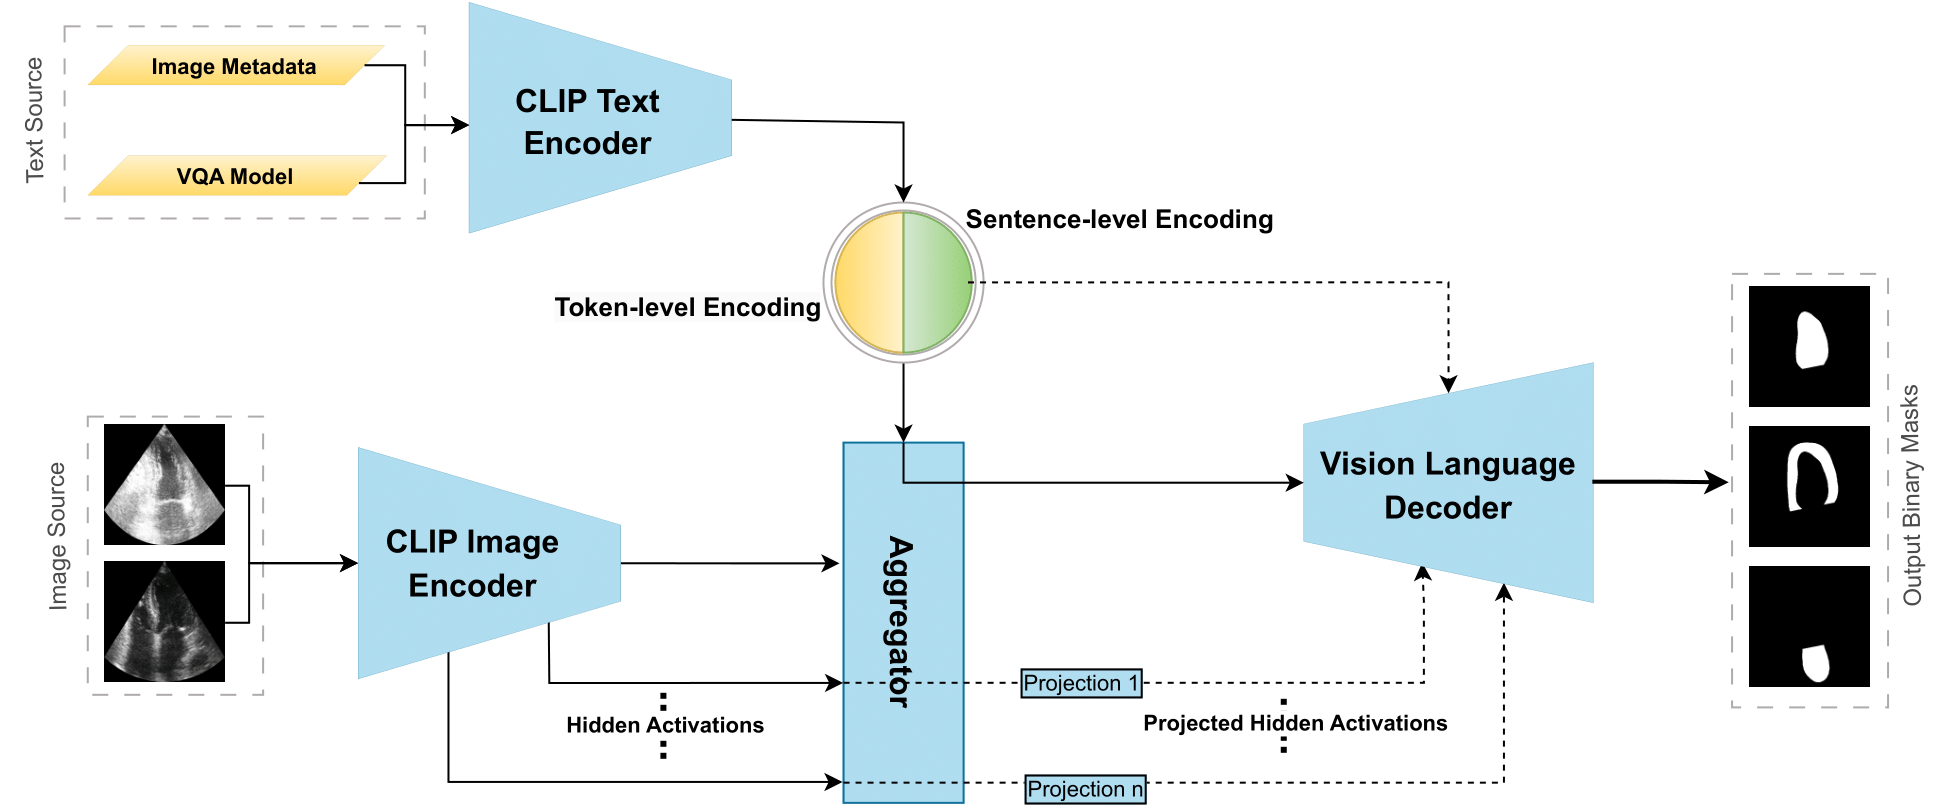 Text Source
Image Metadata
VQA Model
CLIP Text
Encoder
Sentence-level Encoding
Token-level Encoding
Image Source
CLIP Image
Encoder
Hidden Activations
Aggregator
Projection 1
Projected Hidden Activations
Projection n
Vision Language
Decoder
Output Binary Masks